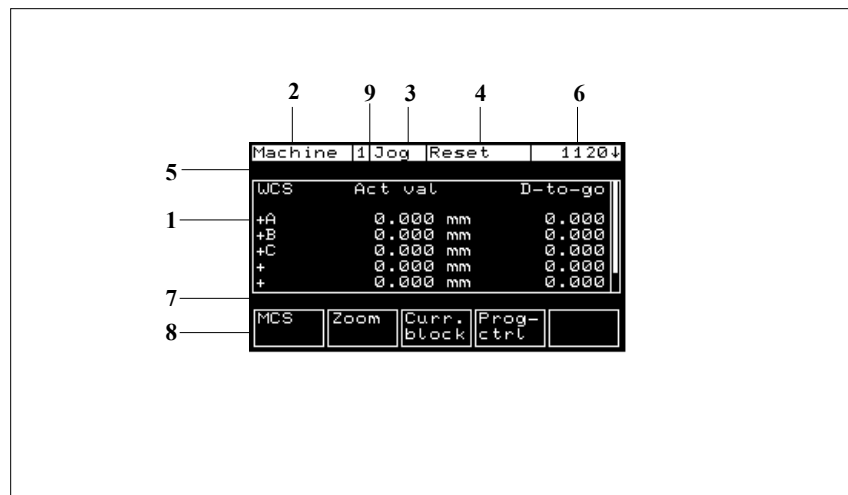 2 9 3 4 6
Machine 1 Jog Reset 1120↓
5
WCS Act val D-to-go
1 +A 0.000 mm 0.000
+B 0.000 mm 0.000
+C 0.000 mm 0.000
+ 0.000 mm 0.000
+ 0.000 mm 0.000
7
8 MCS Zoom Curr. Prog-
block ctrl